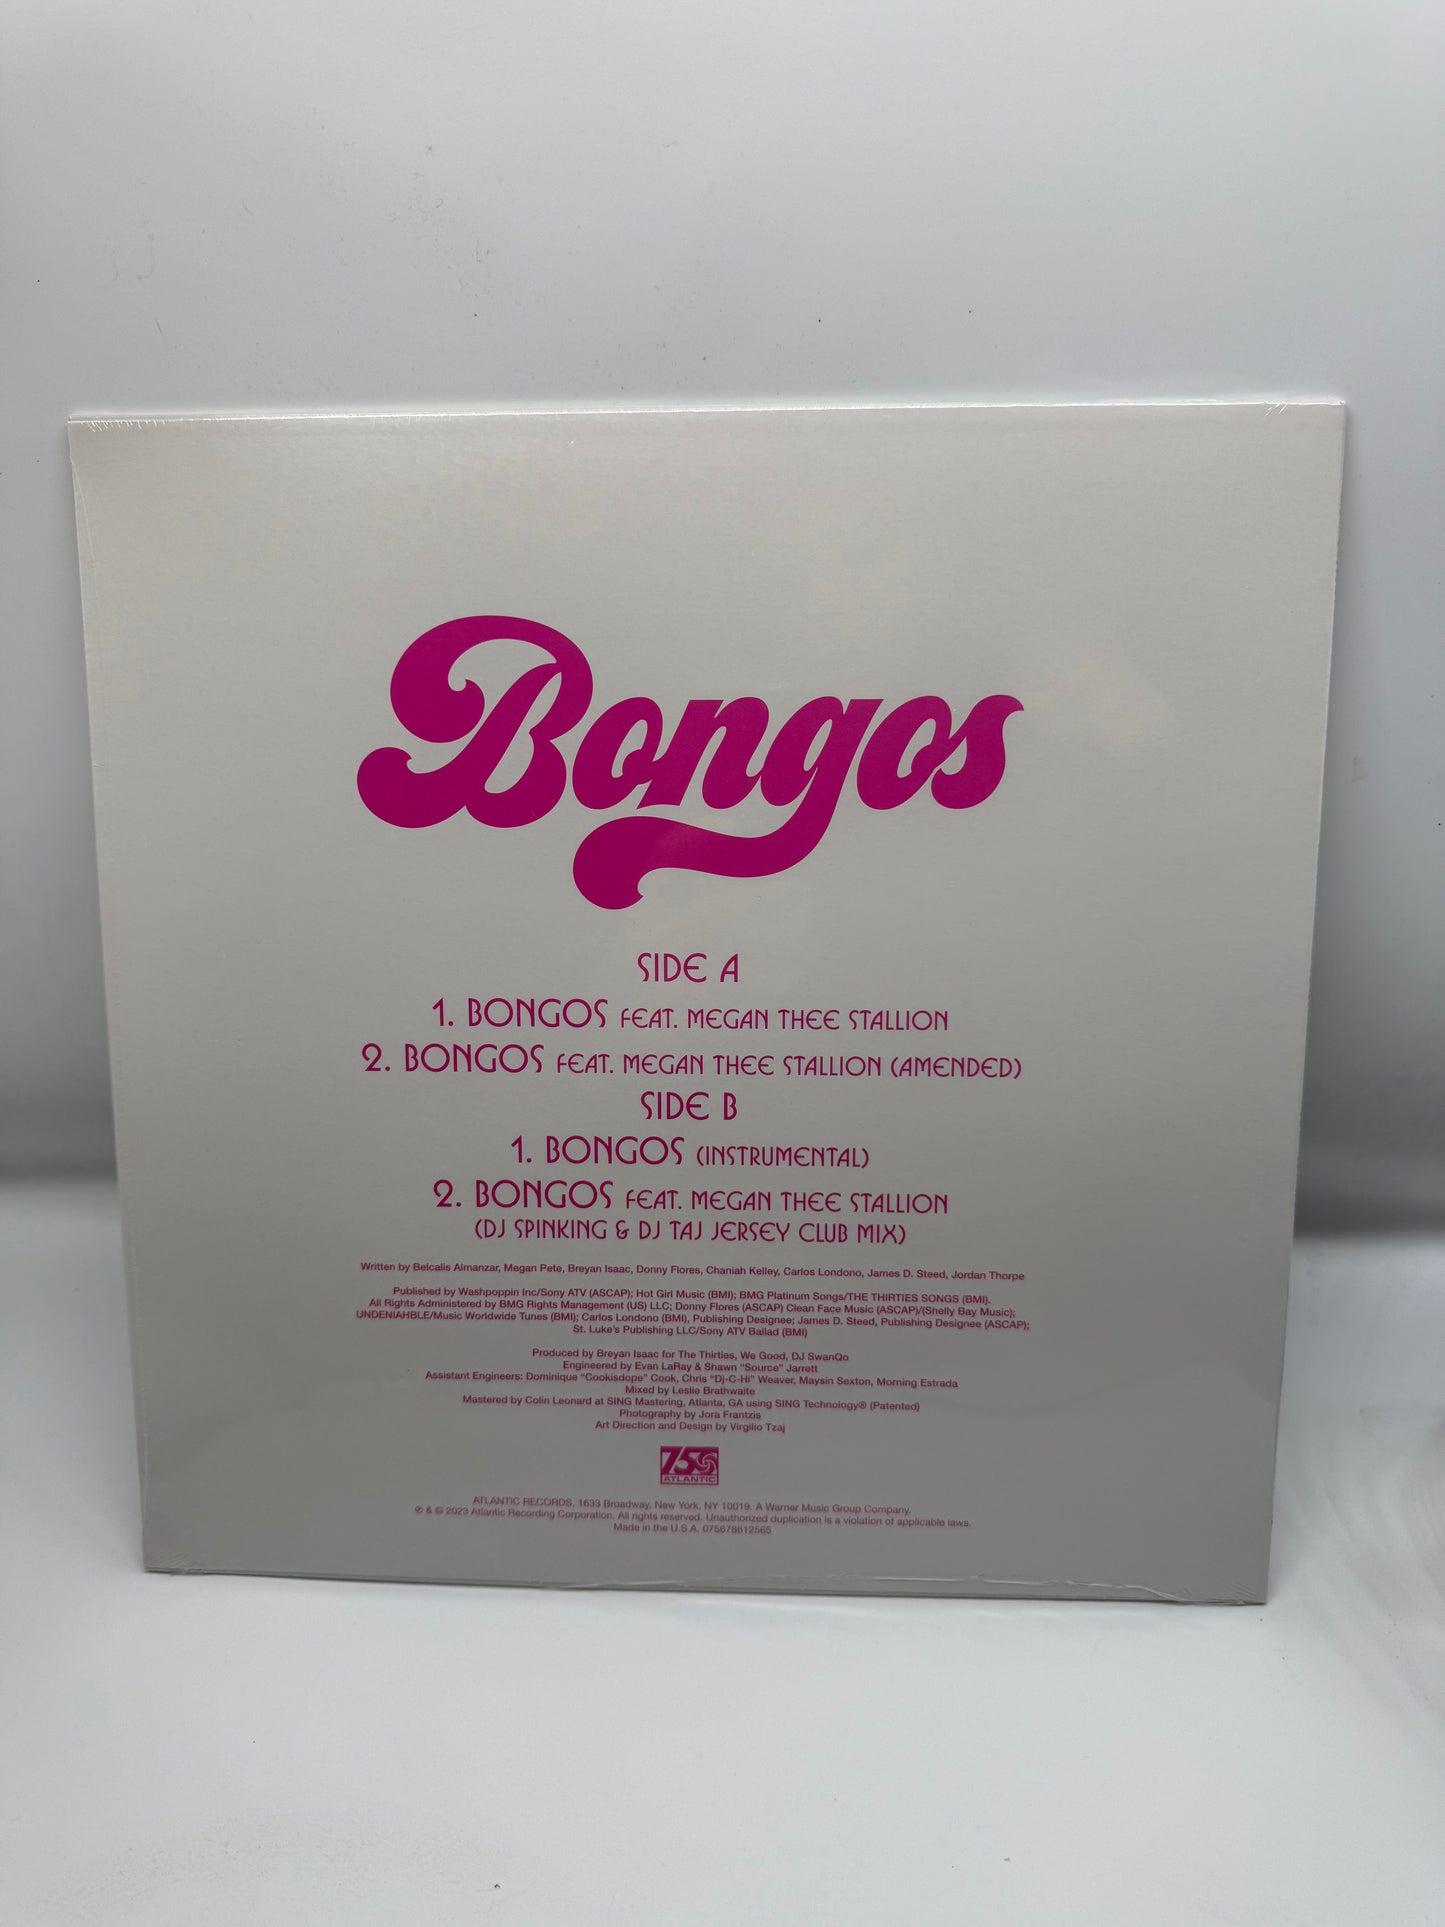 Bongos
SIDE A
1. BONGOS FEAT. MEGAN THEE STALLION
2. BONGOS FEAT. MEGAN THEE STALLION (AMENDED)
SIDE B
1. BONGOS (INSTRUMENTAL)
2. BONGOS FEAT. MEGAN THEE STALLION
(DJ SPINKING & DJ TAJ JERSEY CLUB MIX)
Written by Belcalis Almanzar, Megan Pete, Breyan Isaac, Donny Flores, Chaniah Kelley, Carlos Londono, James D. Steed, Jordan Thorpe
Published by Washpoppin Inc/Sony ATV (ASCAP); Hot Girl Music (BMI); BMG Platinum Songs/THE THIRTIES SONGS (BMI).
All Rights Administered by BMG Rights Management (US) LLC; Donny Flores (ASCAP) Clean Face Music (ASCAP)/(Shelly Bay Music);
UNDENIAHBLE/Music Worldwide Tunes (BMI); Carlos Londono (BMI), Publishing Designee; James D. Steed, Publishing Designee (ASCAP);
St. Luke's Publishing LLC/Sony ATV Ballad (BMI)
Produced by Breyan Isaac for The Thirties, We Good, DJ SwanQo
Engineered by Evan LaRay & Shawn "Source" Jarrett
Assistant Engineers: Dominique "Cookisdope" Cook, Chris "Dj-C-Hi" Weaver, Maysin Sexton, Morning Estrada
Mixed by Leslie Brathwaite
Mastered by Colin Leonard at SING Mastering, Atlanta, GA using SING Technology® (Patented)
Photography by Jora Frantzis
Art Direction and Design by Virgilio Tzaj
75
ATLANTIC
ATLANTIC RECORDS, 1633 Broadway, New York, NY 10019. A Warner Music Group Company.
℗ & © 2023 Atlantic Recording Corporation. All rights reserved. Unauthorized duplication is a violation of applicable laws.
Made in the U.S.A. 075678612565